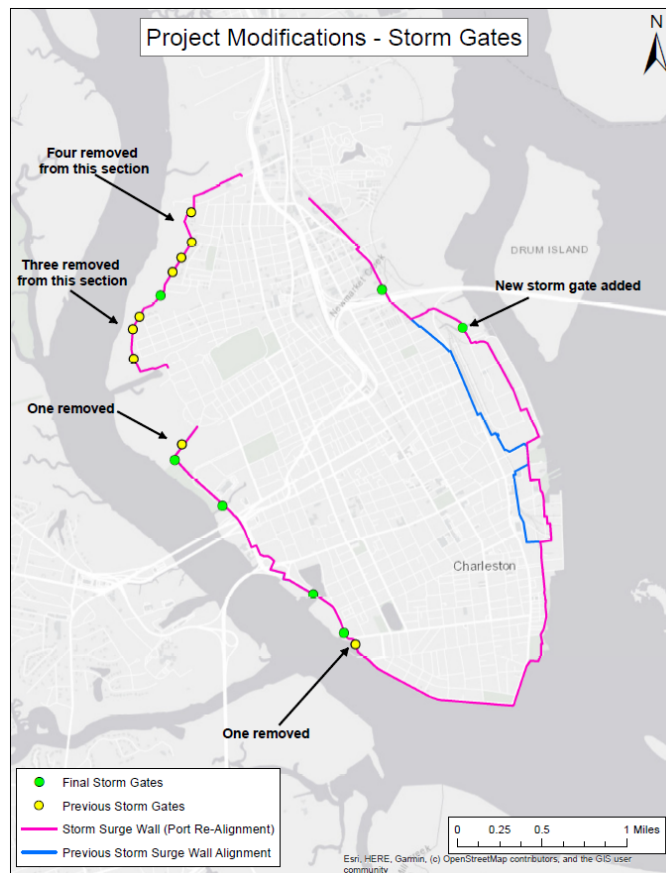 Project Modifications - Storm Gates
N
Four removed
from this section
DRUM ISLAND
Three removed
from this section
Newmarket Creek
New storm gate added
One removed
Charleston
One removed
Final Storm Gates
Previous Storm Gates
Storm Surge Wall (Port Re-Alignment)
Previous Storm Surge Wall Alignment
0 0.25 0.5 1 Miles
Esri, HERE, Garmin, (c) OpenStreetMap contributors, and the GIS user
community